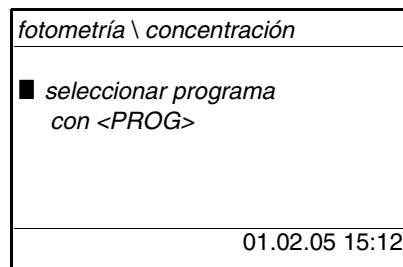 fotometría \ concentración
seleccionar programa
con <PROG>
01.02.05 15:12